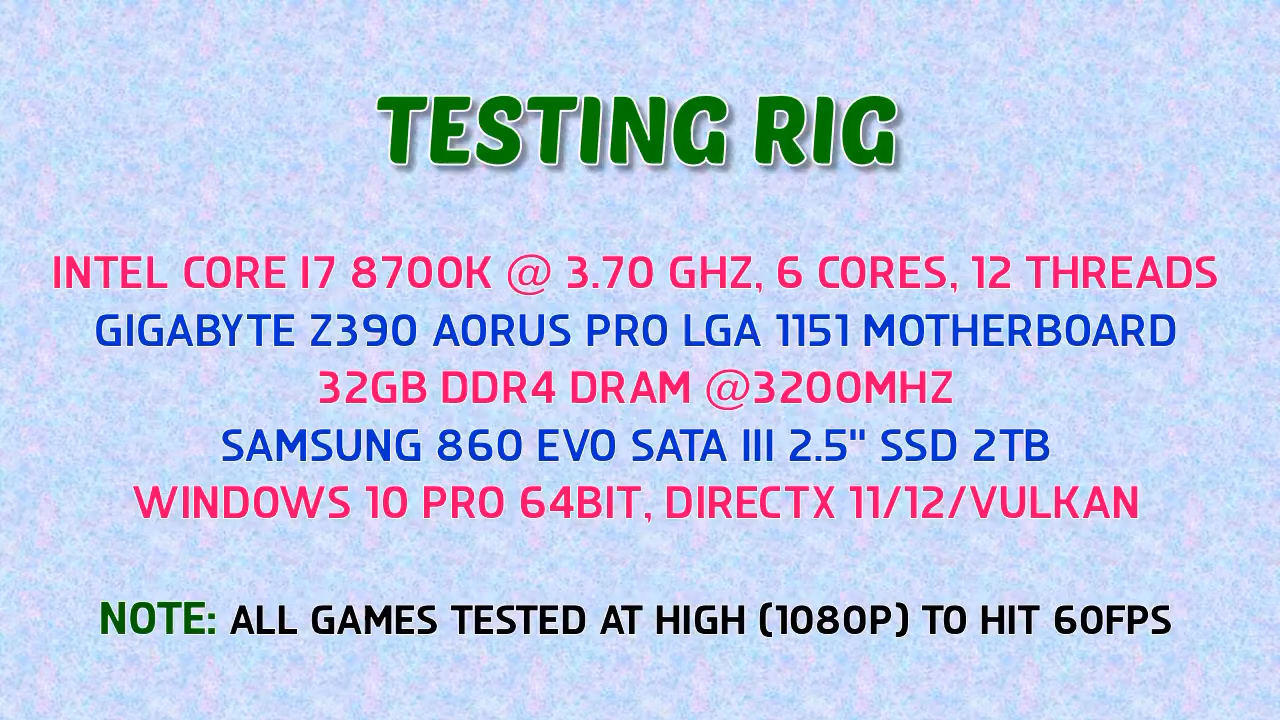 TESTING RIG
INTEL CORE I7 8700K @ 3.70 GHZ, 6 CORES, 12 THREADS
GIGABYTE Z390 AORUS PRO LGA 1151 MOTHERBOARD
32GB DDR4 DRAM @3200MHZ
SAMSUNG 860 EVO SATA III 2.5" SSD 2TB
WINDOWS 10 PRO 64BIT, DIRECTX 11/12/VULKAN
NOTE: ALL GAMES TESTED AT HIGH (1080P) TO HIT 60FPS